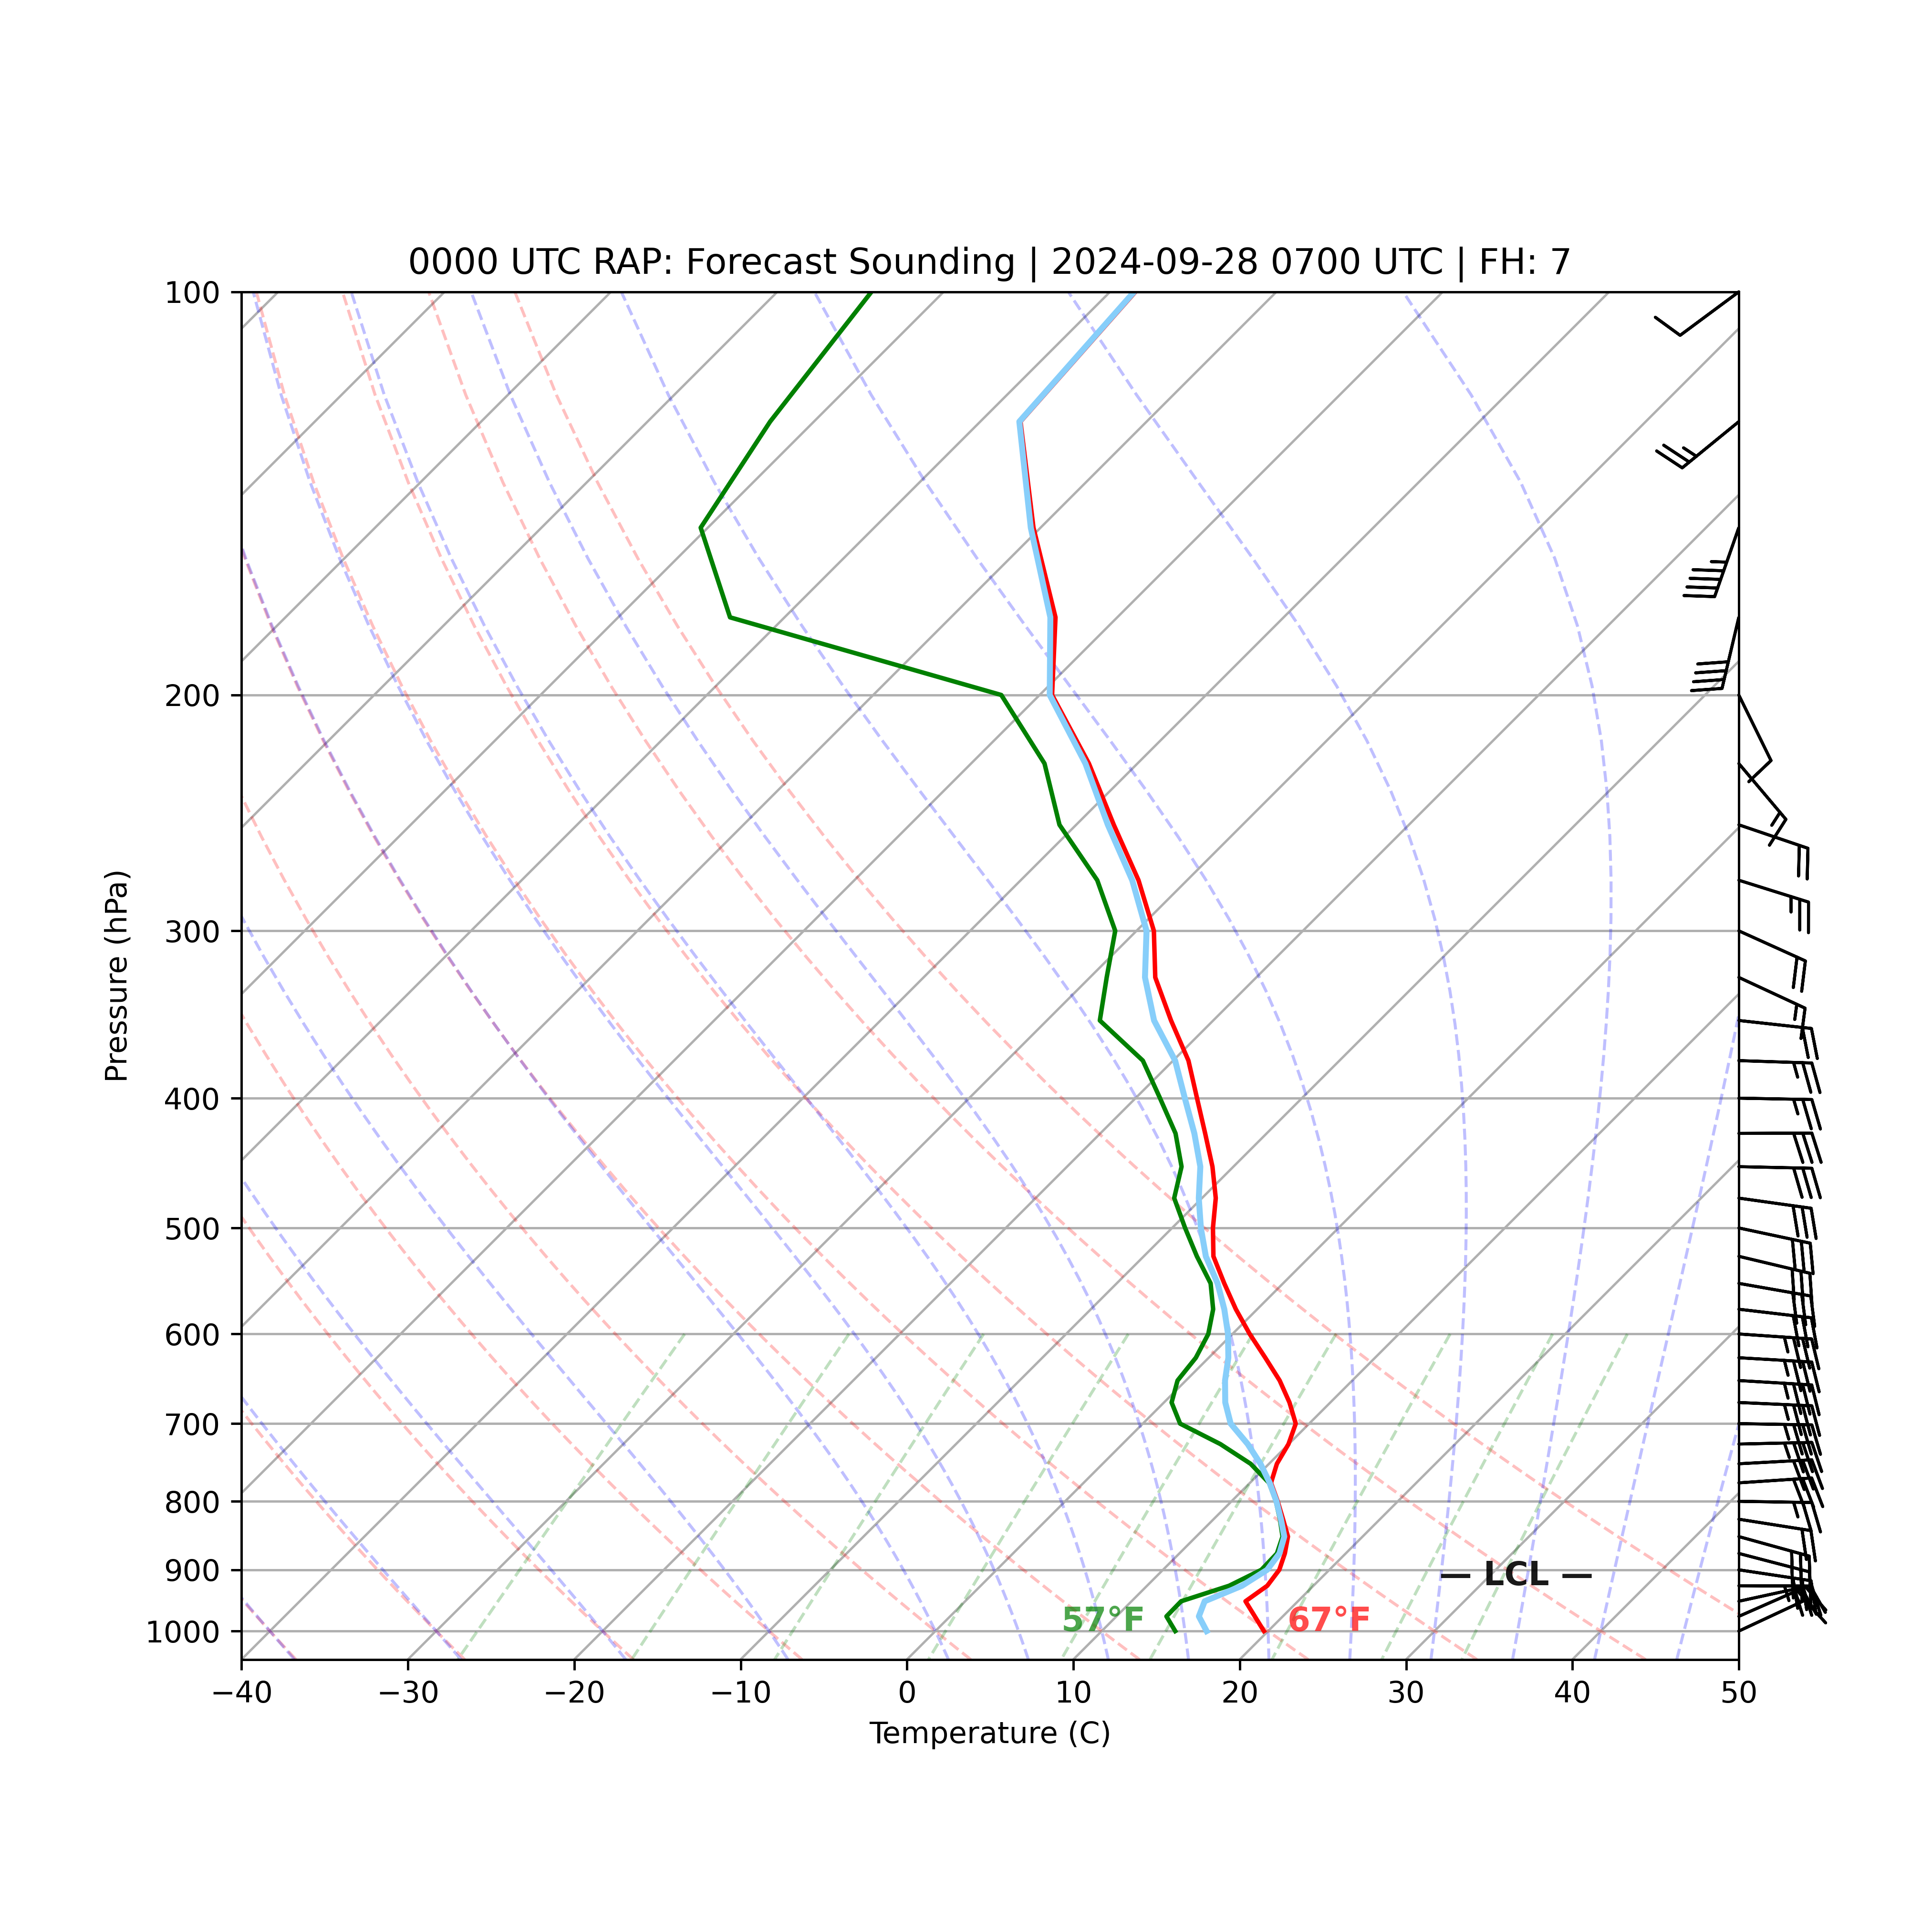 0000 UTC RAP: Forecast Sounding | 2024-09-28 0700 UTC | FH: 7
100
200
300
400
500
600
700
800
900
1000
Pressure (hPa)
— LCL —
57°F
67°F
−40 −30 −20 −10 0 10 20 30 40 50
Temperature (C)